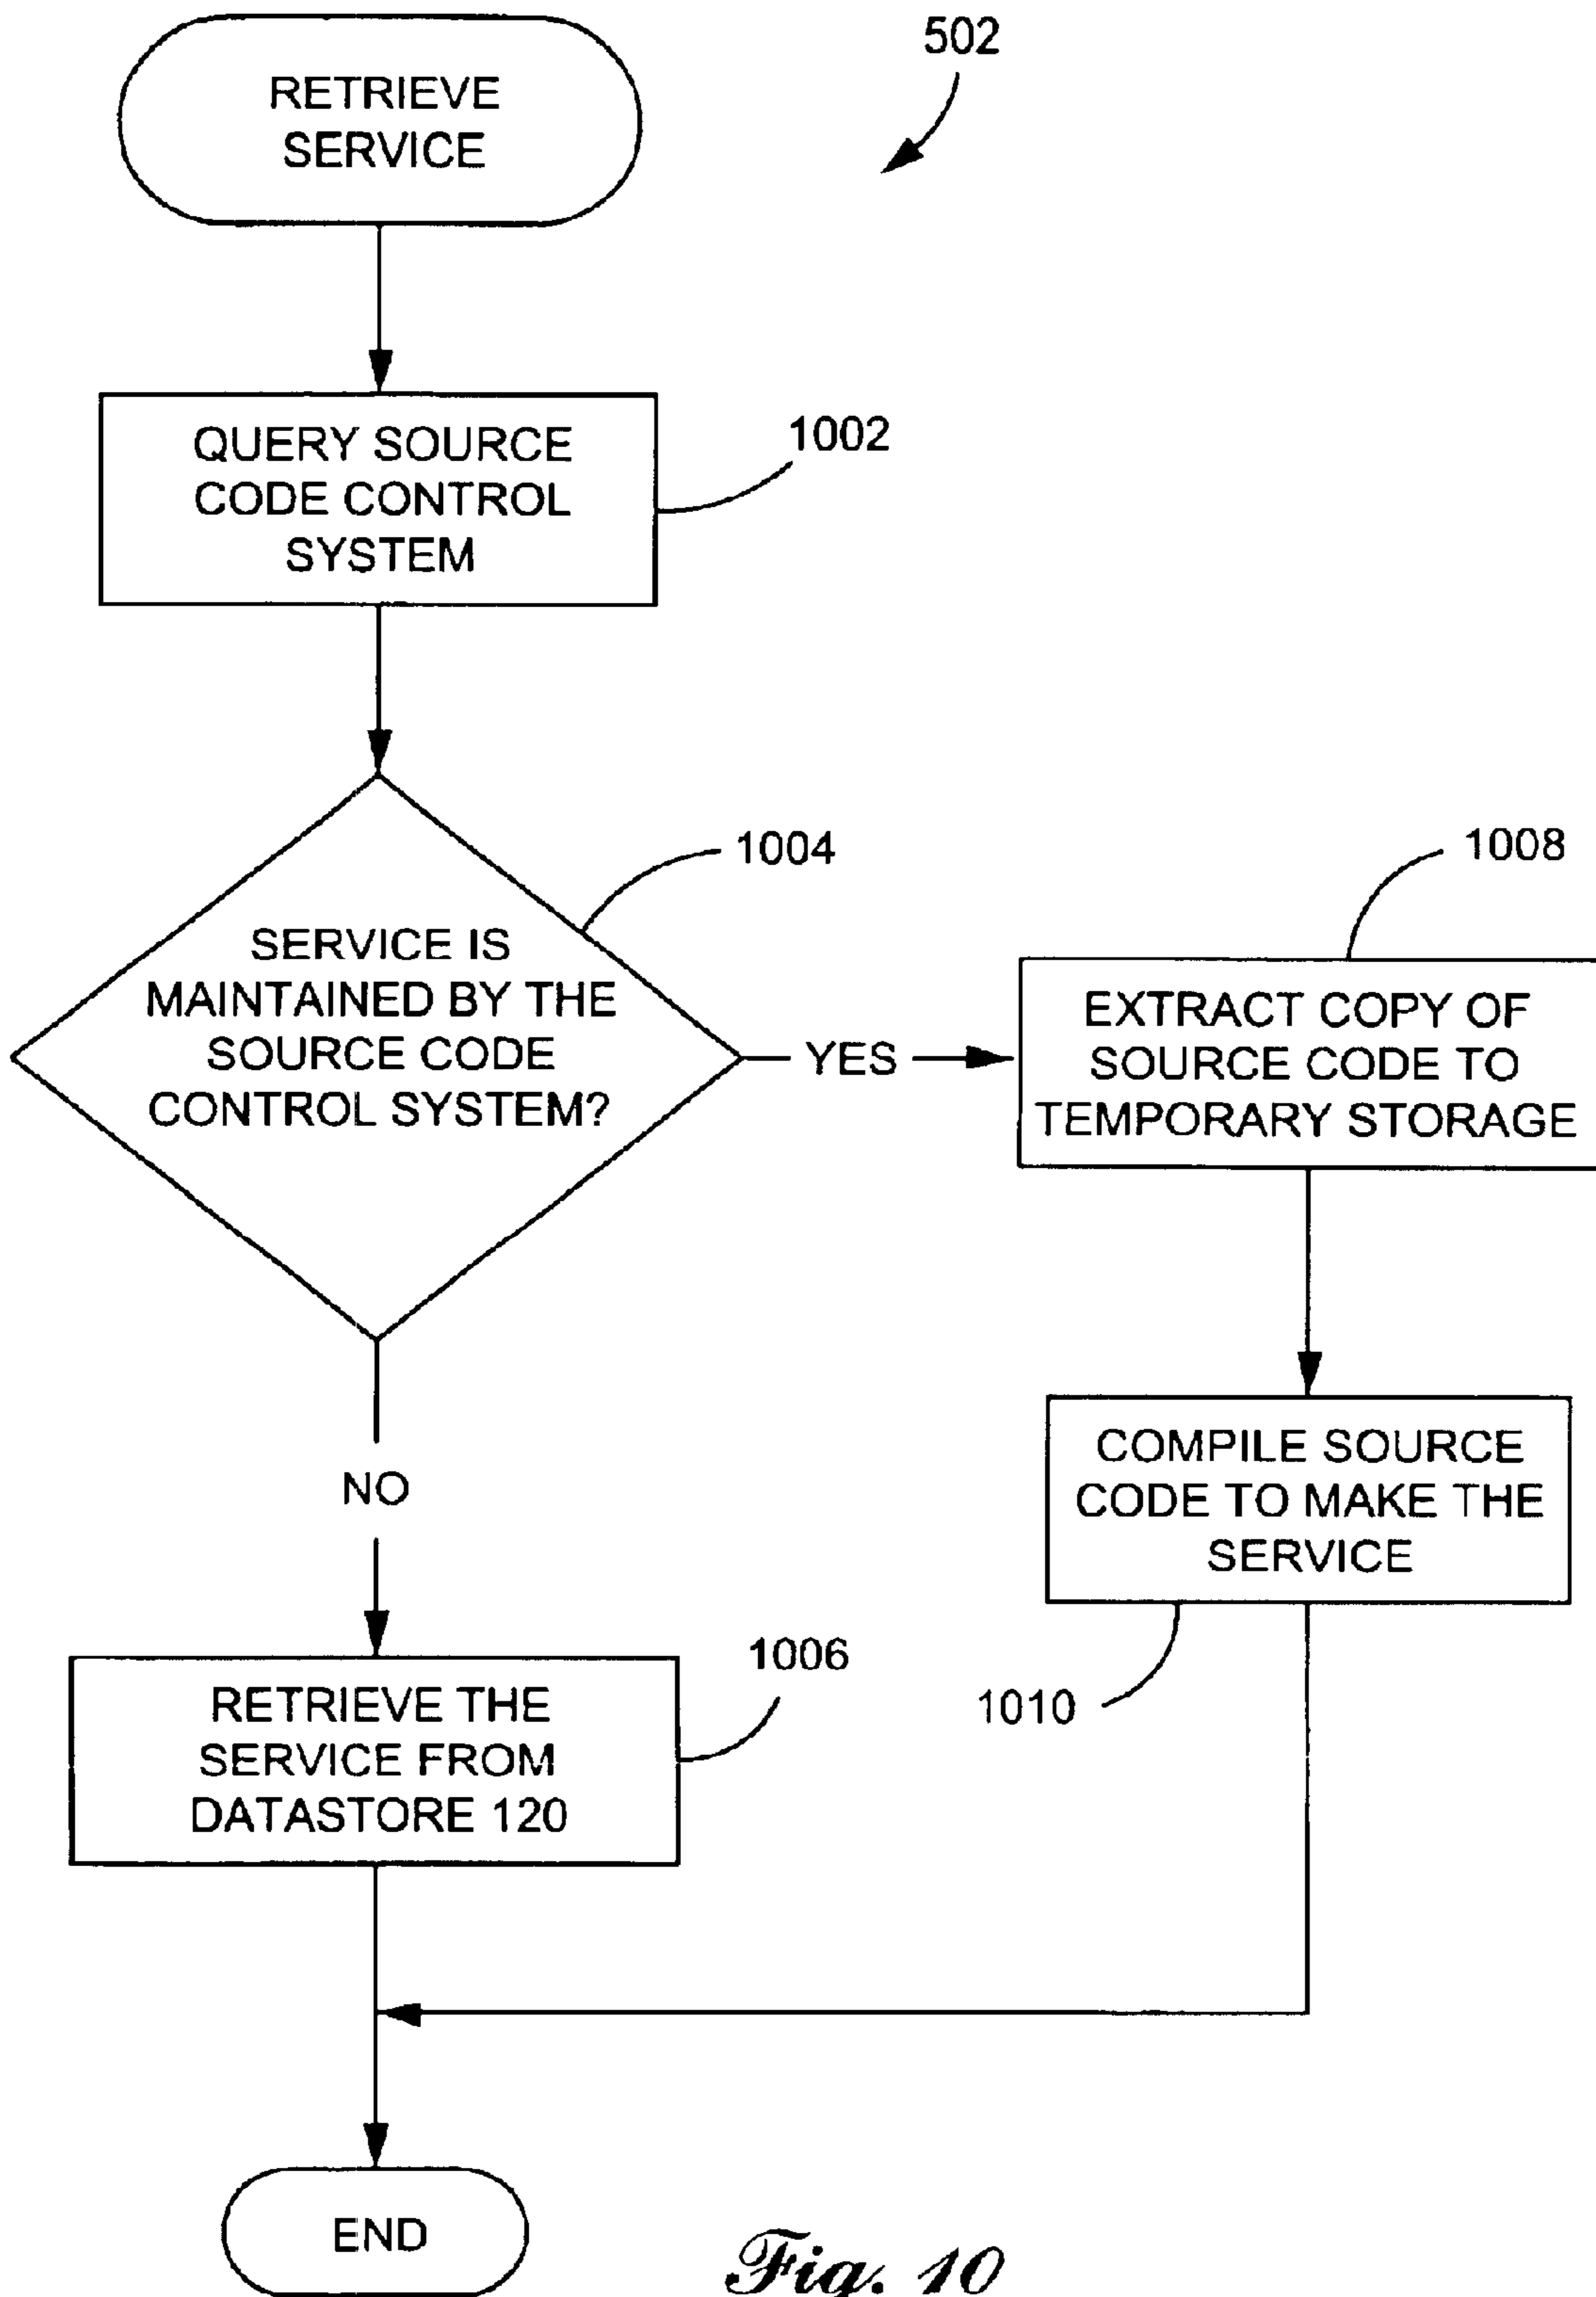 502
RETRIEVE
SERVICE
QUERY SOURCE
CODE CONTROL
SYSTEM
1002
SERVICE IS
MAINTAINED BY THE
SOURCE CODE
CONTROL SYSTEM?
1004
YES
1008
EXTRACT COPY OF
SOURCE CODE TO
TEMPORARY STORAGE
COMPILE SOURCE
CODE TO MAKE THE
SERVICE
1010
NO
1006
RETRIEVE THE
SERVICE FROM
DATASTORE 120
END
Fig. 10